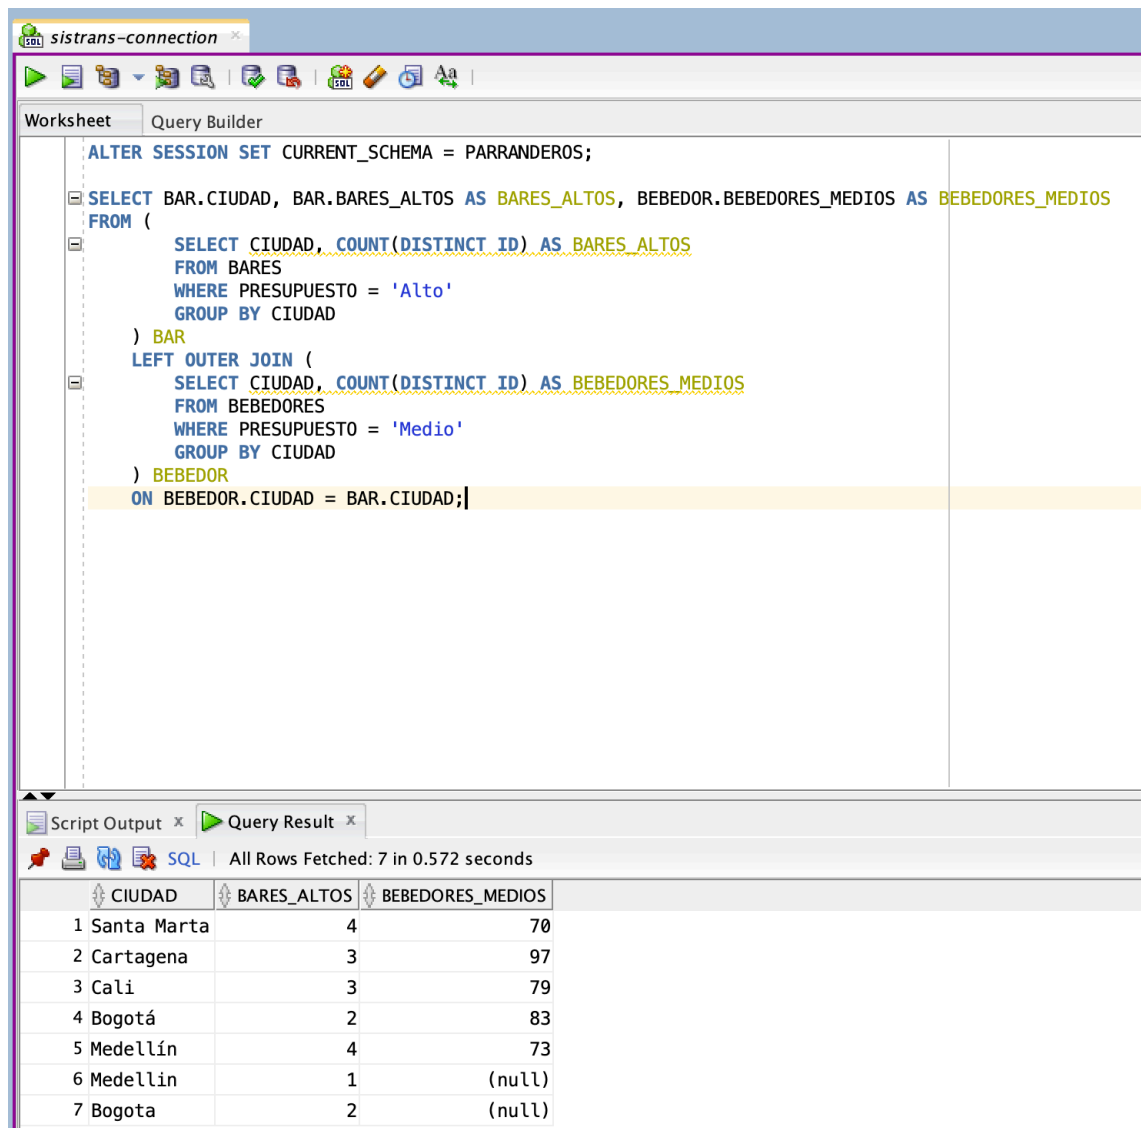 sistrans-connection
Worksheet Query Builder
ALTER SESSION SET CURRENT_SCHEMA = PARRANDEROS;
SELECT BAR.CIUDAD, BAR.BARES_ALTOS AS BARES_ALTOS, BEBEDOR.BEBEDORES_MEDIOS AS BEBEDORES_MEDIOS
FROM (
SELECT CIUDAD, COUNT(DISTINCT ID) AS BARES_ALTOS
FROM BARES
WHERE PRESUPUESTO = 'Alto'
GROUP BY CIUDAD
) BAR
LEFT OUTER JOIN (
SELECT CIUDAD, COUNT(DISTINCT ID) AS BEBEDORES_MEDIOS
FROM BEBEDORES
WHERE PRESUPUESTO = 'Medio'
GROUP BY CIUDAD
) BEBEDOR
ON BEBEDOR.CIUDAD = BAR.CIUDAD;
Script Output x Query Result x
SQL | All Rows Fetched: 7 in 0.572 seconds
CIUDAD BARES_ALTOS BEBEDORES_MEDIOS
1 Santa Marta 4 70
2 Cartagena 3 97
3 Cali 3 79
4 Bogotá 2 83
5 Medellín 4 73
6 Medellin 1 (null)
7 Bogota 2 (null)